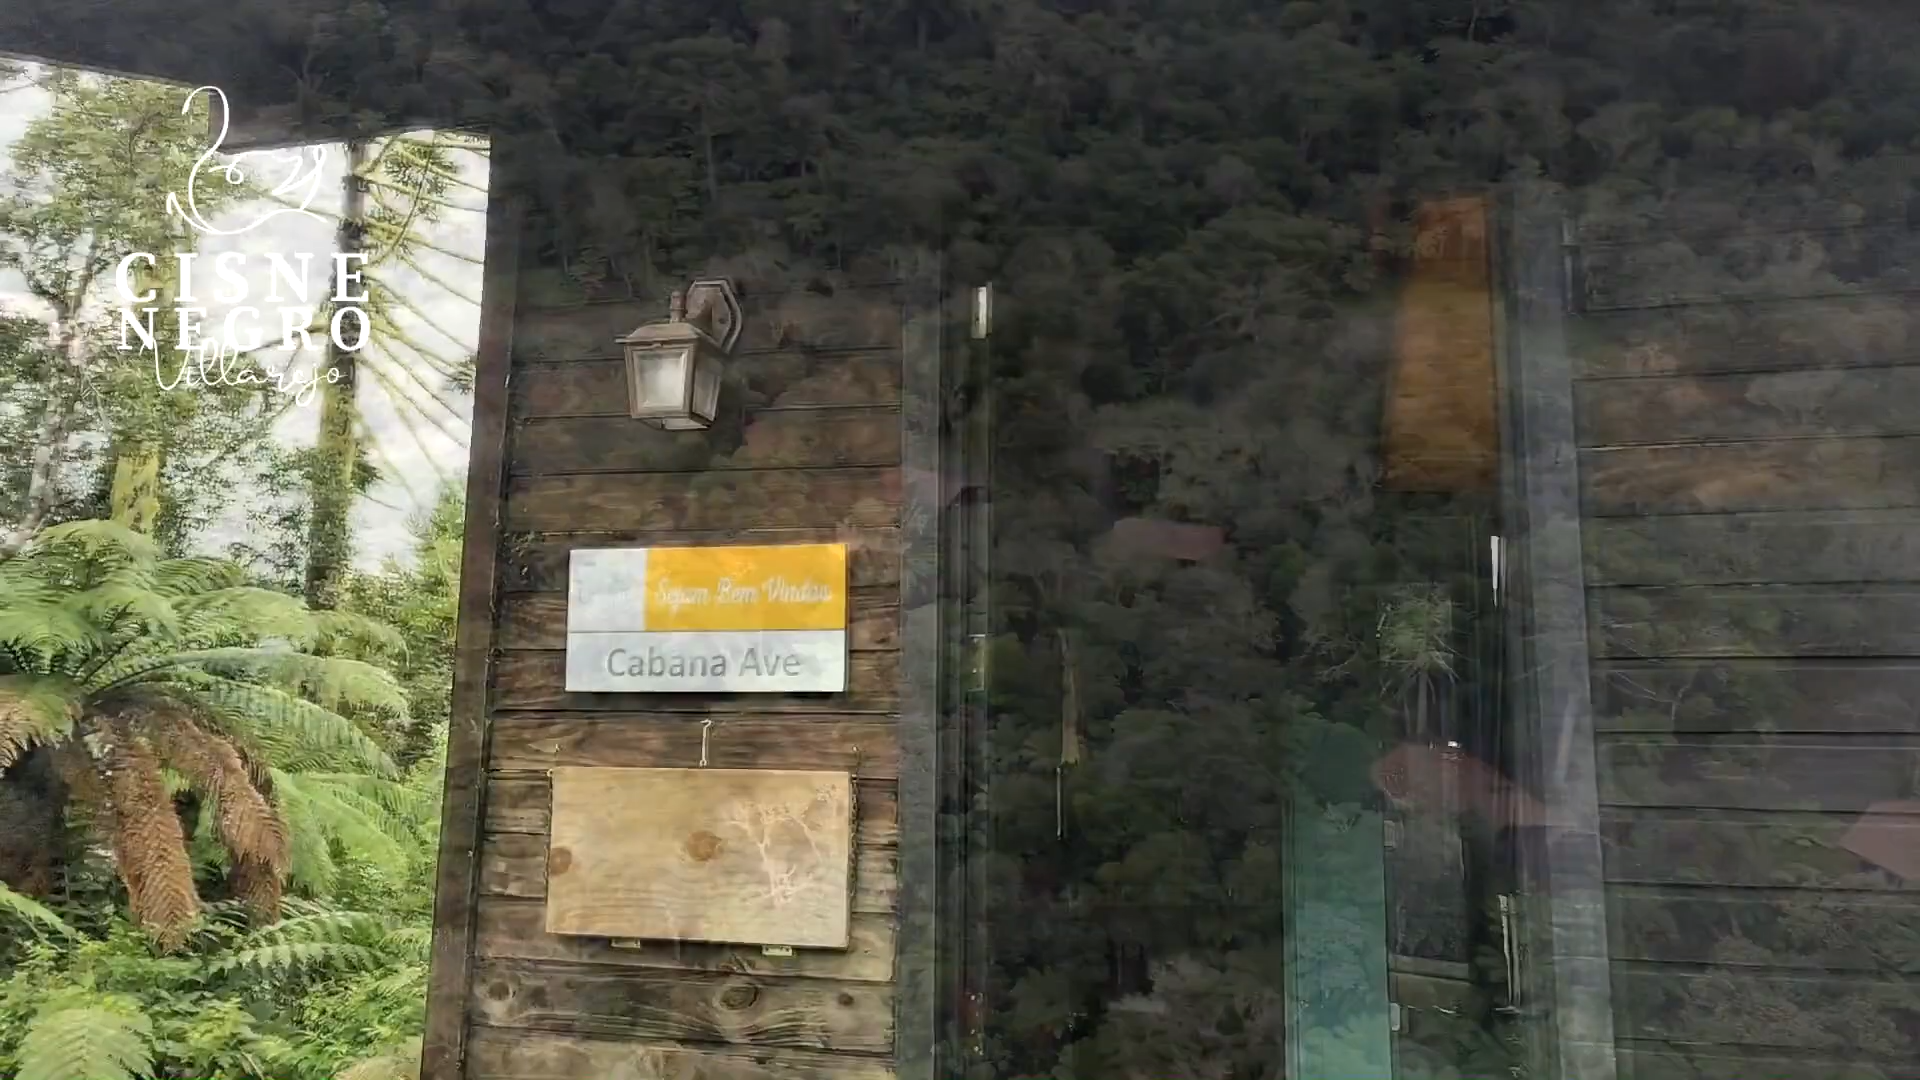 CISNE
NEGRO
Villarejo
Sejam Bem Vindos
Cabana Ave